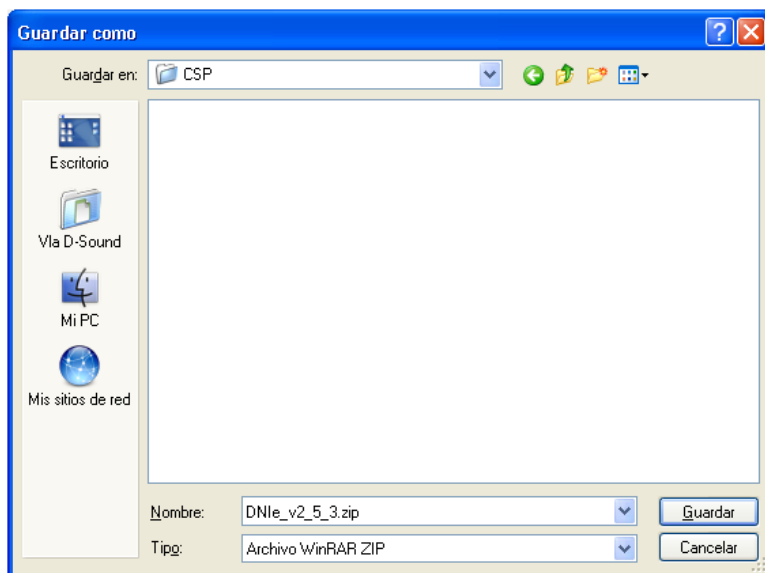 Guardar como
Guardar en: CSP
Escritorio
Vla D-Sound
Mi PC
Mis sitios de red
Nombre: DNIe_v2_5_3.zip Guardar
Tipo: Archivo WinRAR ZIP Cancelar